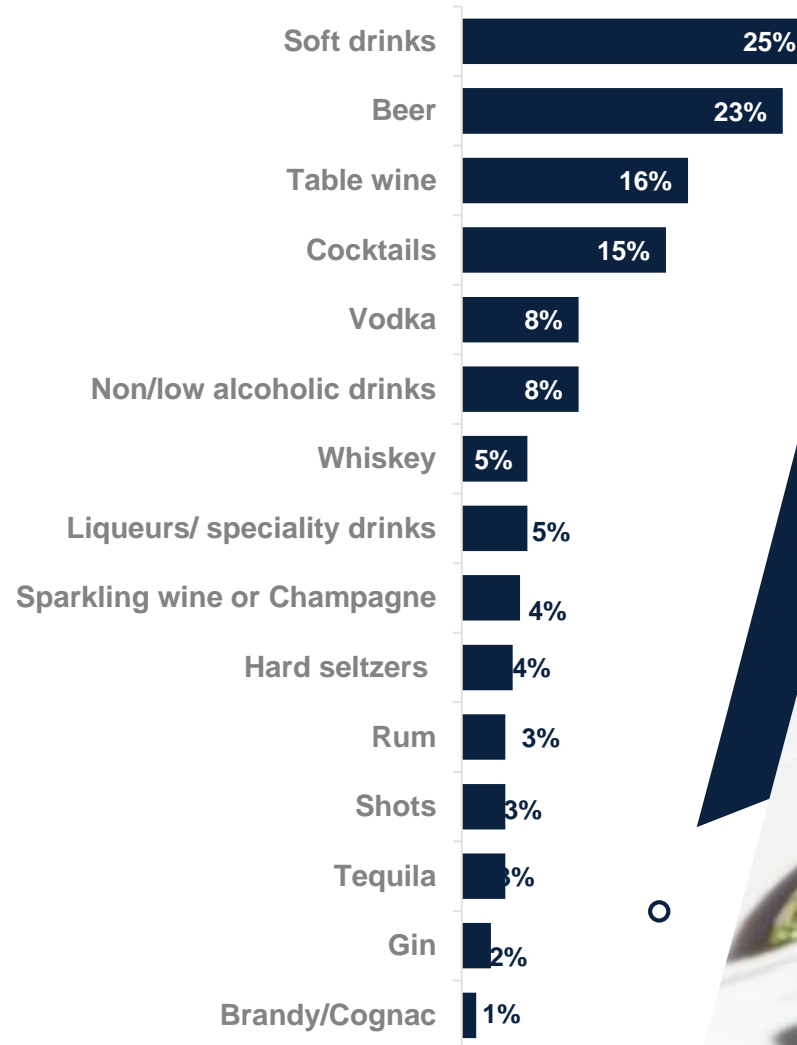 Soft drinks 25%
Beer 23%
Table wine 16%
Cocktails 15%
Vodka 8%
Non/low alcoholic drinks 8%
Whiskey 5%
Liqueurs/ speciality drinks 5%
Sparkling wine or Champagne 4%
Hard seltzers 4%
Rum 3%
Shots 3%
Tequila 3%
Gin 2%
Brandy/Cognac 1%